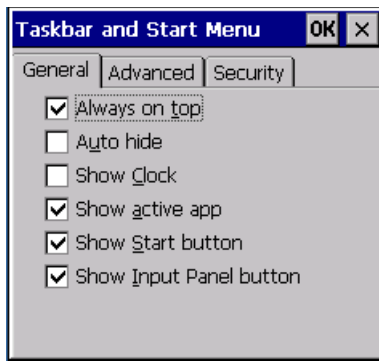 Taskbar and Start Menu OK ×
General Advanced Security
Always on top
Auto hide
Show Clock
Show active app
Show Start button
Show Input Panel button